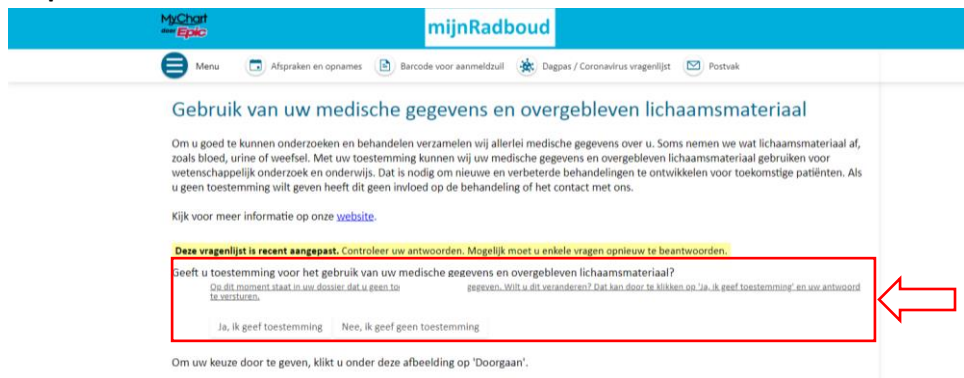 MyChart
door Epic
mijnRadboud
Menu Afspraken en opnames Barcode voor aanmeldzuil Dagpas / Coronavirus vragenlijst Postvak
Gebruik van uw medische gegevens en overgebleven lichaamsmateriaal
Om u goed te kunnen onderzoeken en behandelen verzamelen wij allerlei medische gegevens over u. Soms nemen we wat lichaamsmateriaal af,
zoals bloed, urine of weefsel. Met uw toestemming kunnen wij uw medische gegevens en overgebleven lichaamsmateriaal gebruiken voor
wetenschappelijk onderzoek en onderwijs. Dat is nodig om nieuwe en verbeterde behandelingen te ontwikkelen voor toekomstige patiënten. Als
u geen toestemming wilt geven heeft dit geen invloed op de behandeling of het contact met ons.
Kijk voor meer informatie op onze website.
Deze vragenlijst is recent aangepast. Controleer uw antwoorden. Mogelijk moet u enkele vragen opnieuw te beantwoorden.
Geeft u toestemming voor het gebruik van uw medische gegevens en overgebleven lichaamsmateriaal?
Op dit moment staat in uw dossier dat u geen to gegeven. Wilt u dit veranderen? Dat kan door te klikken op 'Ja, ik geef toestemming' en uw antwoord
te versturen.
Ja, ik geef toestemming Nee, ik geef geen toestemming
Om uw keuze door te geven, klikt u onder deze afbeelding op 'Doorgaan'.